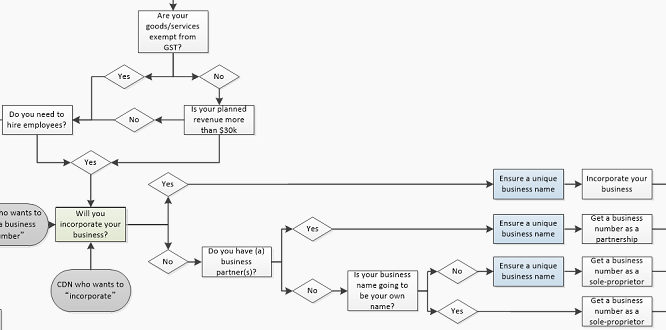 Are your
goods/services
exempt from
GST?
Yes
No
Do you need to
hire employees?
No
Is your planned
revenue more
than $30k
Yes
Yes
Ensure a unique
business name
Incorporate your
business
ho wants to
a business
mber"
Will you
incorporate your
business?
Yes
Ensure a unique
business name
Get a business
number as a
partnership
No
Do you have (a)
business
partner(s)?
CDN who wants to
"incorporate"
No
Is your business
name going to
be your own
name?
No
Ensure a unique
business name
Get a business
number as a
sole-proprietor
Yes
Get a business
number as a
sole-proprietor